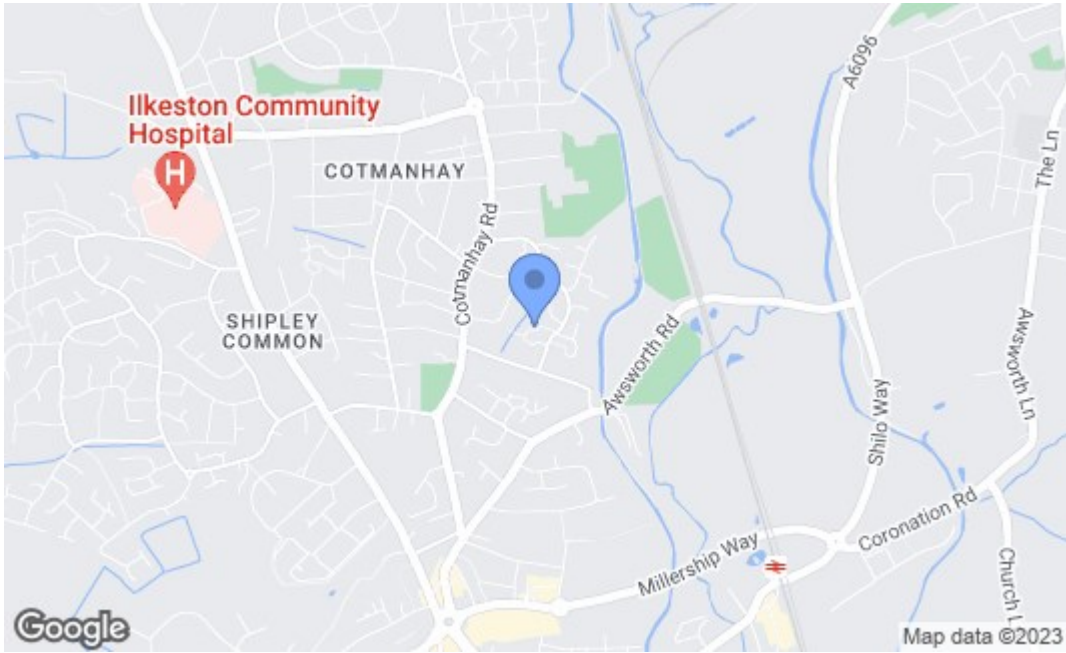 A6096
Ilkeston Community
Hospital
H
COTMANHAY
The Ln
Cotmanhay Rd
SHIPLEY
COMMON
Awsworth Rd
Awsworth Ln
Shilo Way
Coronation Rd
Millership Way
Church L
Google
Map data ©2023